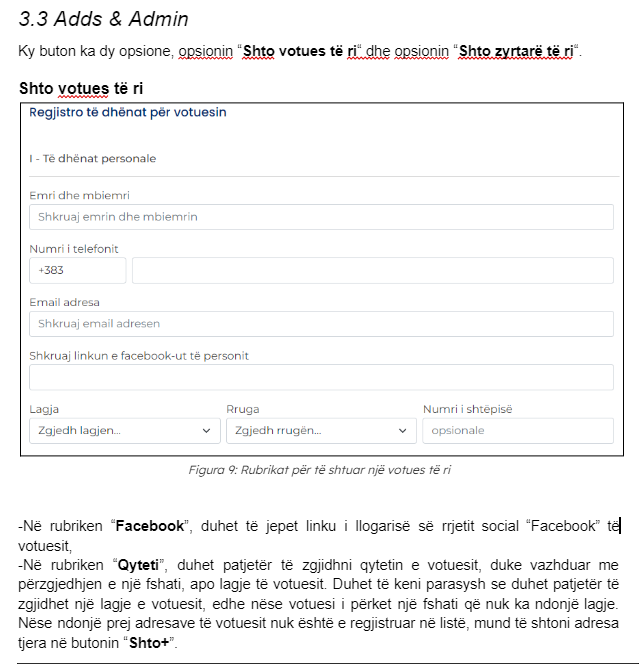 3.3 Adds & Admin
Ky buton ka dy opsione, opsionin “Shto votues të ri“ dhe opsionin “Shto zyrtarë të ri“.
Shto votues të ri
Regjistro të dhënat për votuesin
I - Të dhënat personale
Emri dhe mbiemri
Shkruaj emrin dhe mbiemrin
Numri i telefonit
+383
Email adresa
Shkruaj email adresen
Shkruaj linkun e facebook-ut të personit
Lagja Rruga Numri i shtëpisë
Zgjedh lagjen... Zgjedh rrugën... opsionale
Figura 9: Rubrikat për të shtuar një votues të ri
-Në rubriken “Facebook”, duhet të jepet linku i llogarisë së rrjetit social “Facebook” të
votuesit,
-Në rubriken “Qyteti”, duhet patjetër të zgjidhni qytetin e votuesit, duke vazhduar me
përzgjedhjen e një fshati, apo lagje të votuesit. Duhet të keni parasysh se duhet patjetër të
zgjidhet një lagje e votuesit, edhe nëse votuesi i përket një fshati që nuk ka ndonjë lagje.
Nëse ndonjë prej adresave të votuesit nuk është e regjistruar në listë, mund të shtoni adresa
tjera në butonin “Shto+”.